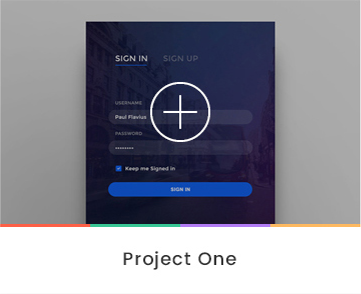 SIGN IN SIGN UP
USERNAME
Paul Flavius
PASSWORD
Keep me Signed in
SIGN IN
Project One